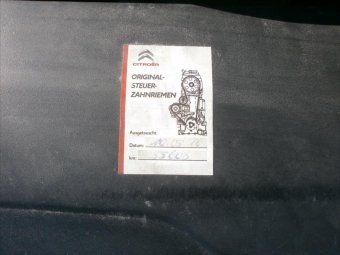 CITROËN
ORIGINAL-
STEUER-
ZAHNRIEMEN
Ausgetauscht:
Datum:
km: